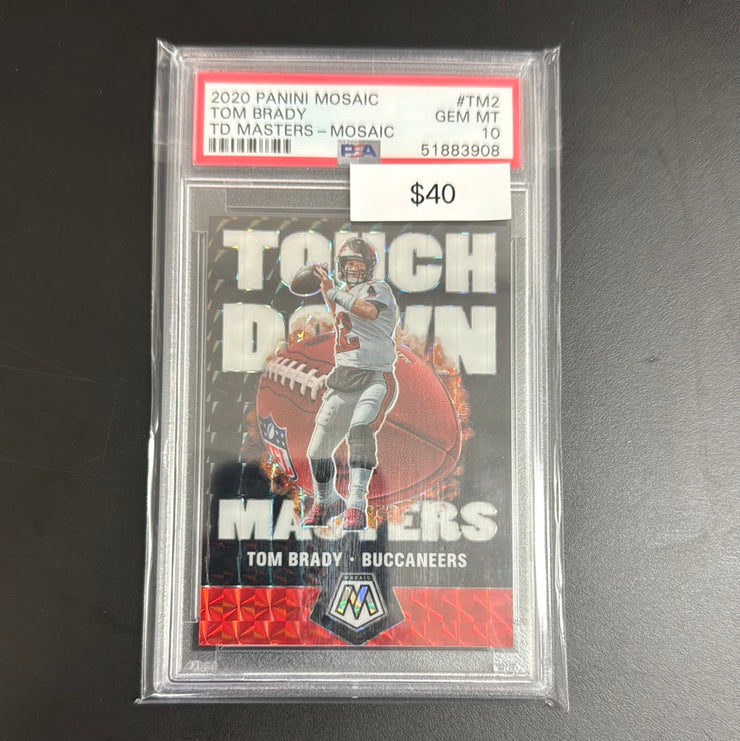 2020 PANINI MOSAIC #TM2
TOM BRADY GEM MT
TD MASTERS - MOSAIC 10
PSA 51883908
$40
TOUCH
DOWN
MASTERS
TOM BRADY · BUCCANEERS
MOSAIC
M